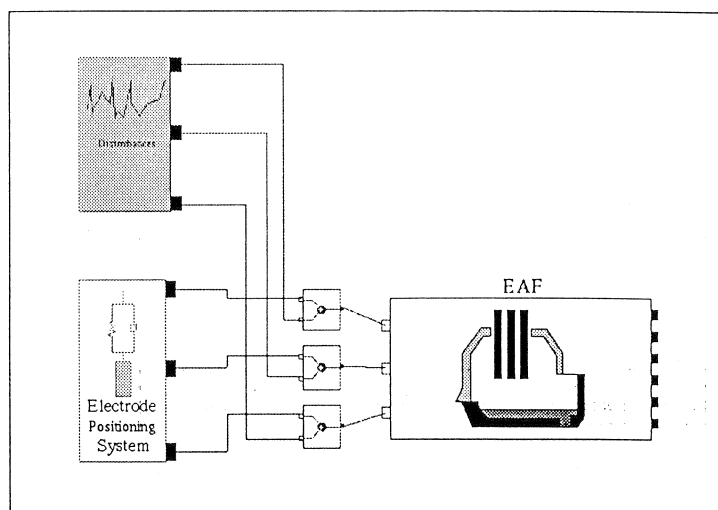 Disturbances
EAF
Electrode
Positioning
System